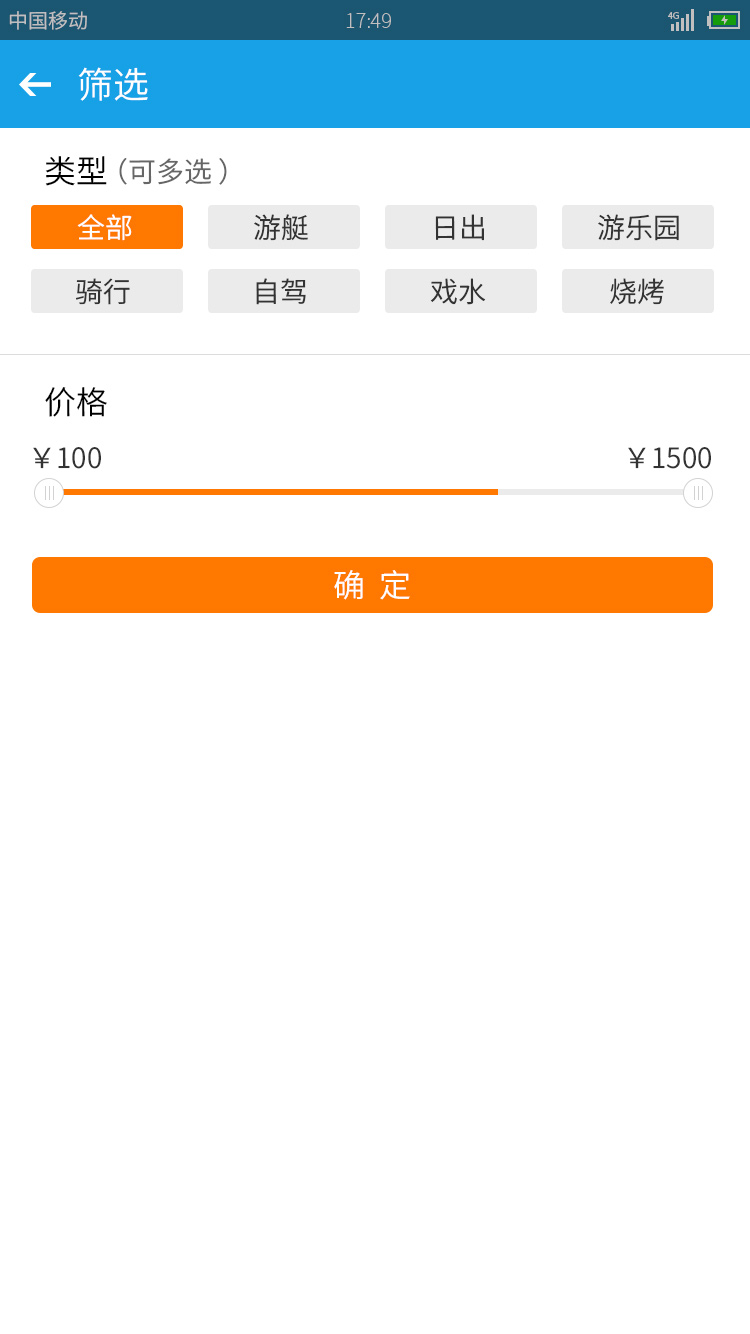 中国移动 17:49 4G
筛选
类型（可多选）
全部 游艇 日出 游乐园
骑行 自驾 戏水 烧烤
价格
￥100 ￥1500
确 定